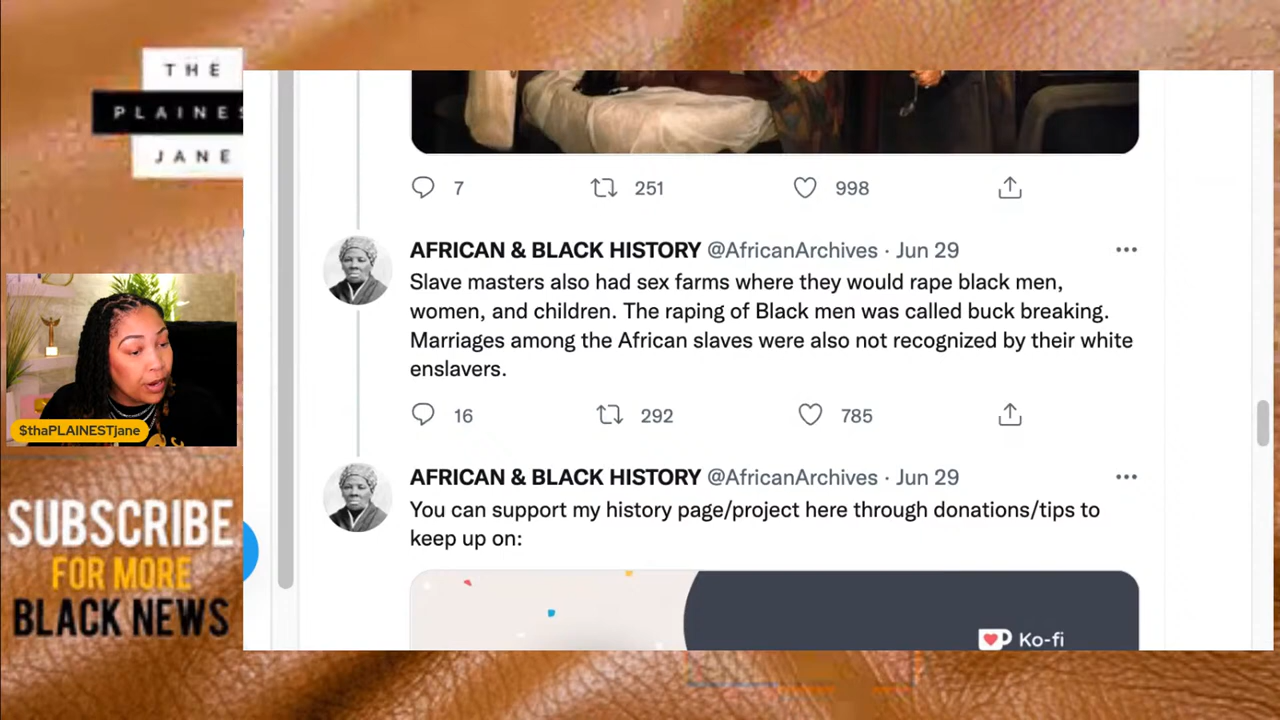 THE
PLAINES
JANE
7
251
998
AFRICAN & BLACK HISTORY @AfricanArchives · Jun 29
Slave masters also had sex farms where they would rape black men,
women, and children. The raping of Black men was called buck breaking.
Marriages among the African slaves were also not recognized by their white
enslavers.
16
292
785
AFRICAN & BLACK HISTORY @AfricanArchives · Jun 29
You can support my history page/project here through donations/tips to
keep up on:
Ko-fi
$thaPLAINESTjane
SUBSCRIBE
FOR MORE
BLACK NEWS